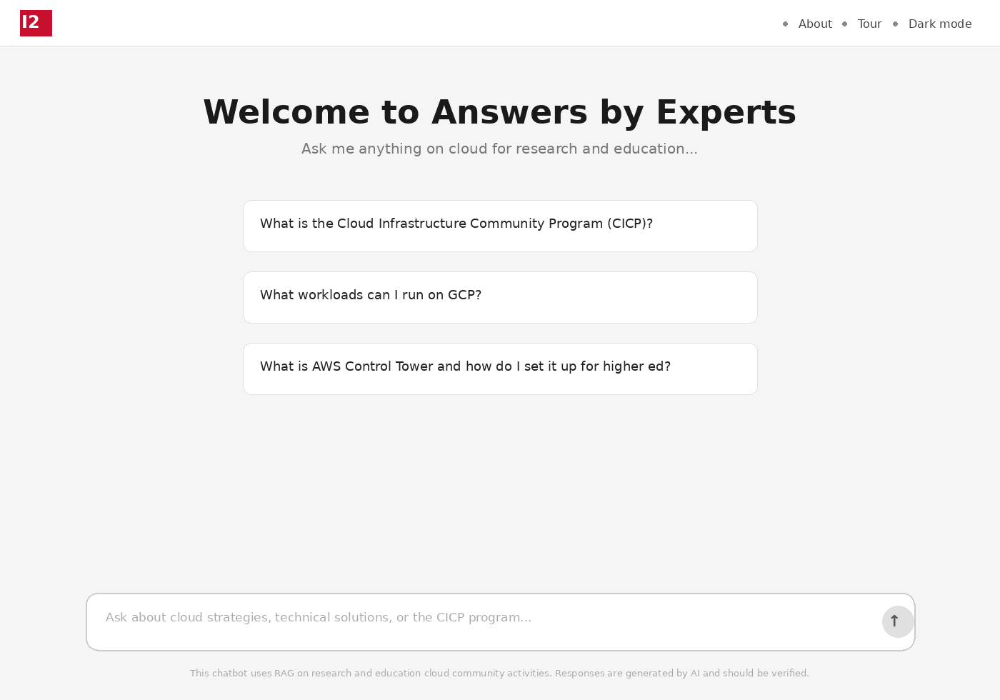 I2
About
Tour
Dark mode
Welcome to Answers by Experts
Ask me anything on cloud for research and education...
What is the Cloud Infrastructure Community Program (CICP)?
What workloads can I run on GCP?
What is AWS Control Tower and how do I set it up for higher ed?
Ask about cloud strategies, technical solutions, or the CICP program...
↑
This chatbot uses RAG on research and education cloud community activities. Responses are generated by AI and should be verified.